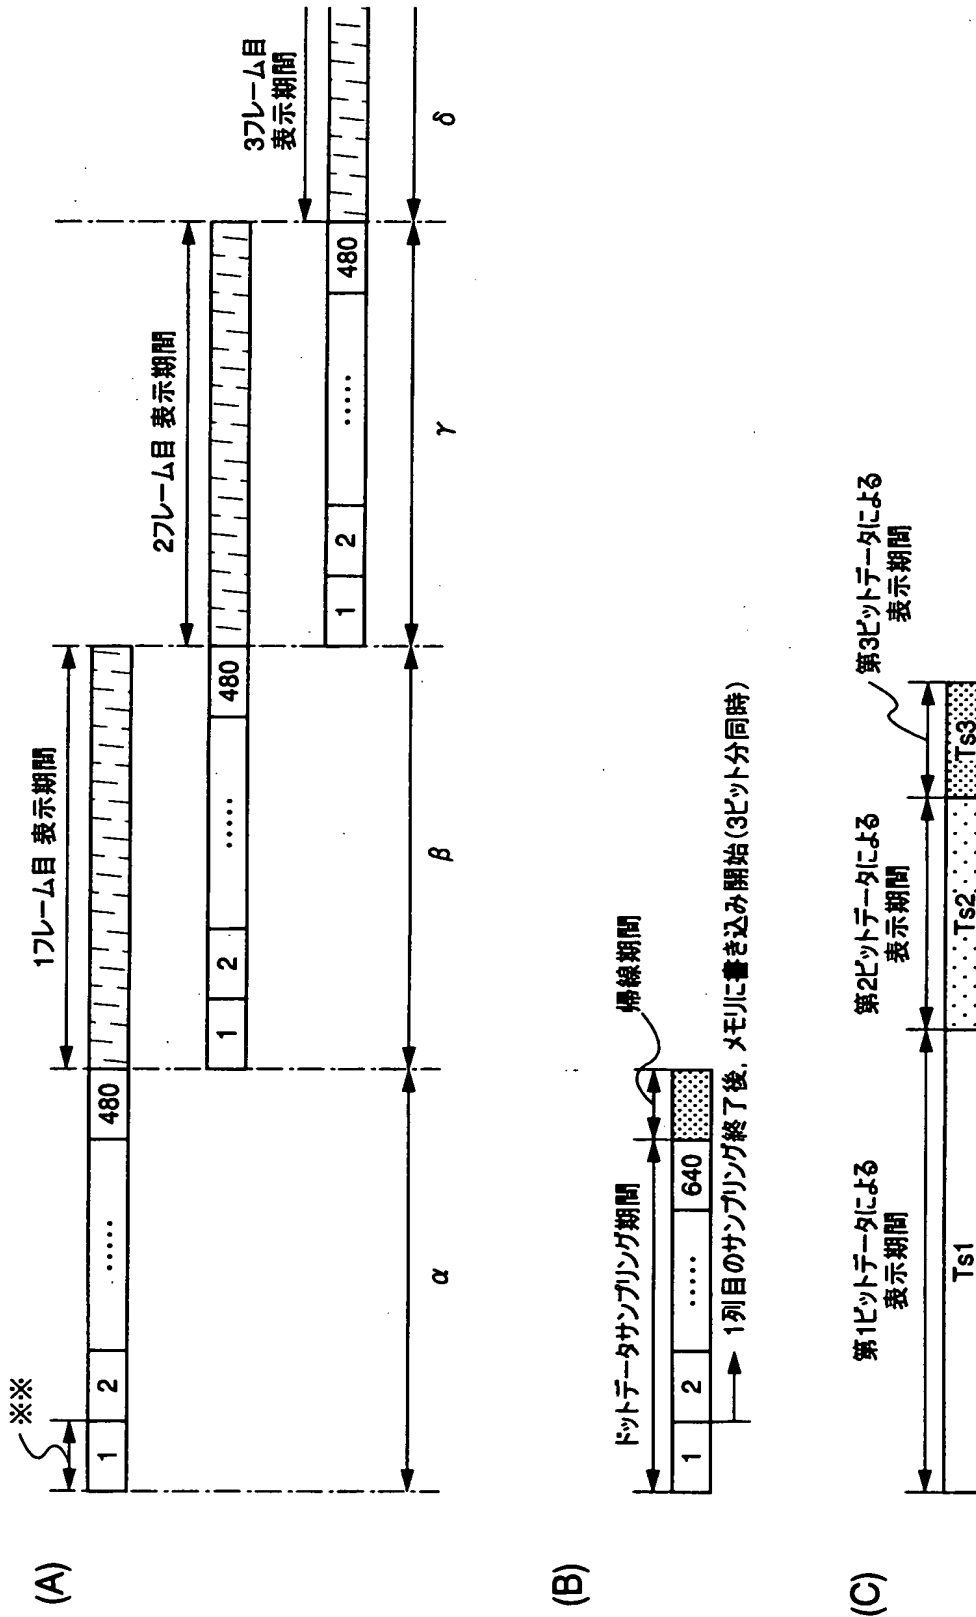 (A)
※※
1フレーム目 表示期間
2フレーム目 表示期間
3フレーム目
表示期間
1 2 ····· 480
1 2 ····· 480
1 2 ····· 480
α β γ δ
(B)
ドットデータサンプリング期間
帰線期間
1 2 ····· 640
1列目のサンプリング終了後, メモリに書き込み開始(3ビット分同時)
(C)
第1ビットデータによる
表示期間
第2ビットデータによる
表示期間
第3ビットデータによる
表示期間
Ts1 Ts2 Ts3